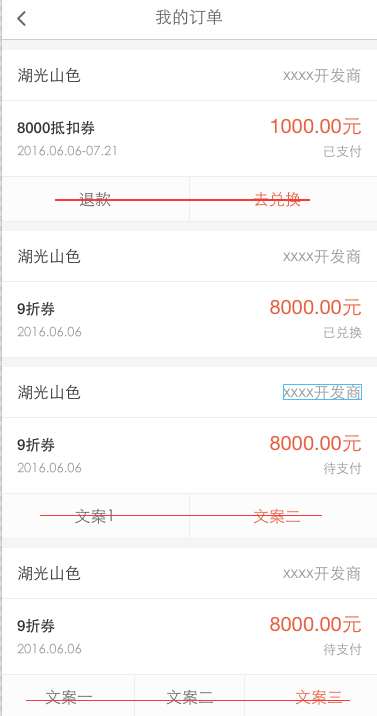 我的订单
湖光山色 xxxx开发商
8000抵扣券 1000.00元
2016.06.06-07.21 已支付
退款 去兑换
湖光山色 xxxx开发商
9折券 8000.00元
2016.06.06 已兑换
湖光山色 xxxx开发商
9折券 8000.00元
2016.06.06 待支付
文案1 文案二
湖光山色 xxxx开发商
9折券 8000.00元
2016.06.06 待支付
文案一 文案二 文案三